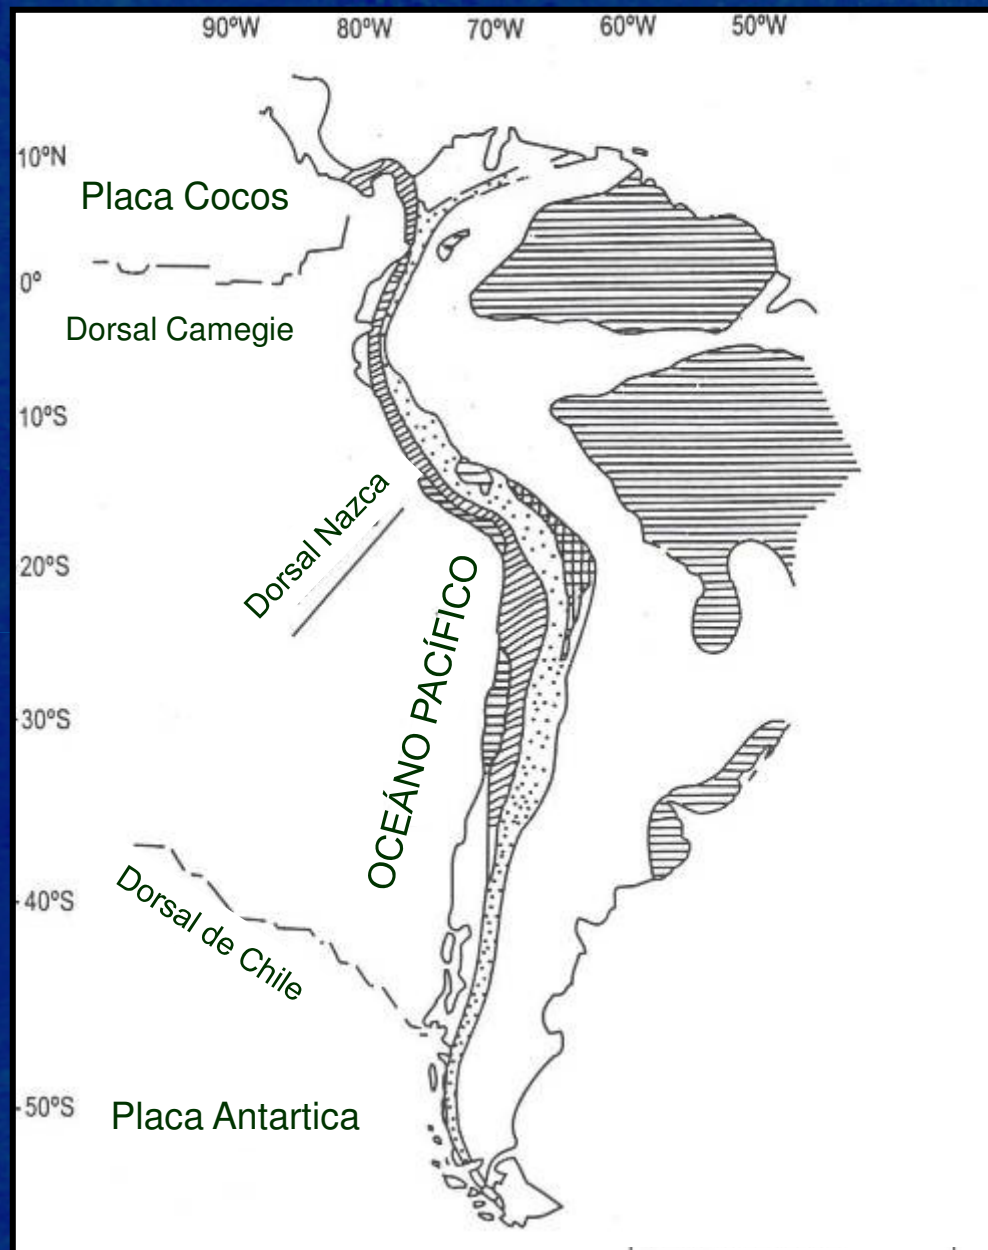 90ºW 80ºW 70ºW 60ºW 50ºW
10ºN
Placa Cocos
0º
Dorsal Camegie
10ºS
Dorsal Nazca
20ºS
OCEÁNO PACÍFICO
30ºS
40ºS
Dorsal de Chile
50ºS
Placa Antartica